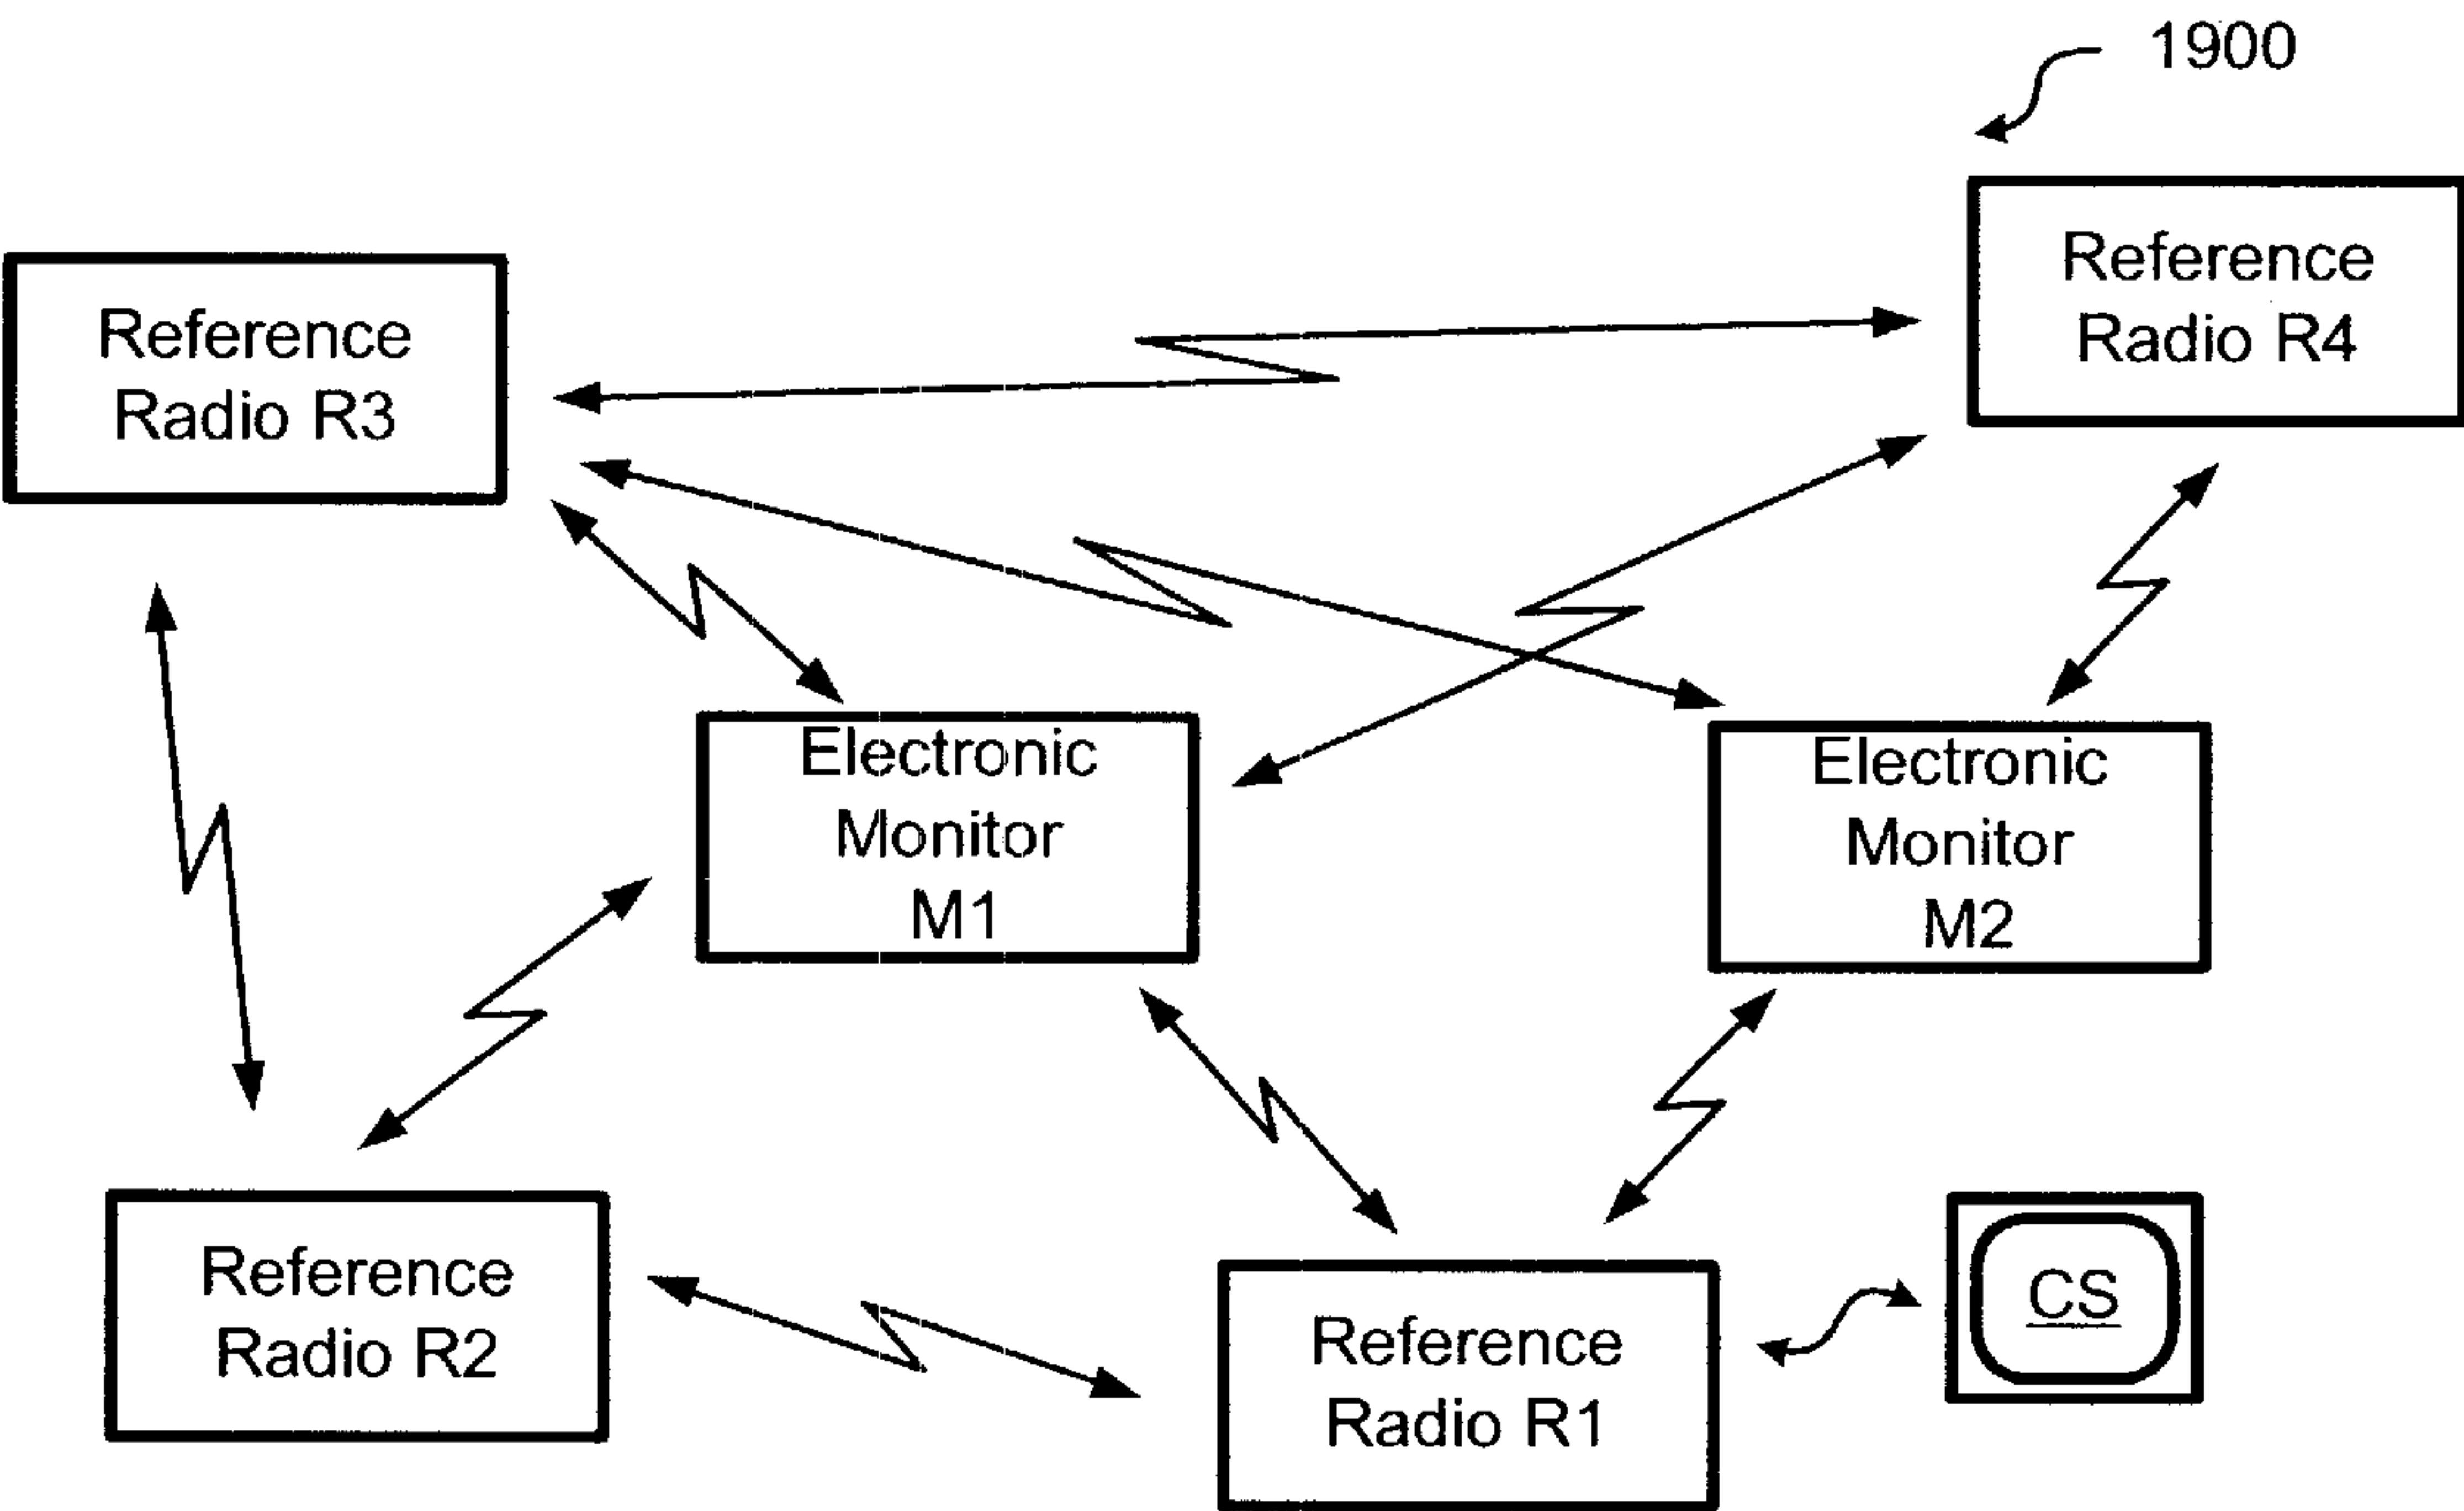 1900
Reference
Radio R4
Reference
Radio R3
Electronic
Monitor
M1
Electronic
Monitor
M2
Reference
Radio R2
Reference
Radio R1
CS